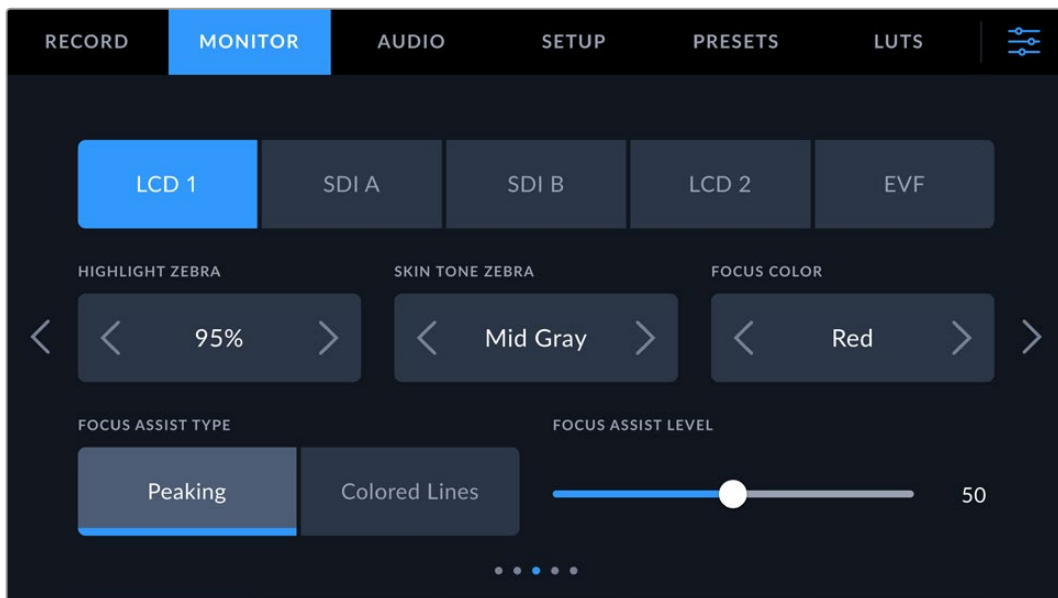 RECORD MONITOR AUDIO SETUP PRESETS LUTS
LCD 1 SDI A SDI B LCD 2 EVF
HIGHLIGHT ZEBRA SKIN TONE ZEBRA FOCUS COLOR
95% Mid Gray Red
FOCUS ASSIST TYPE FOCUS ASSIST LEVEL
Peaking Colored Lines 50